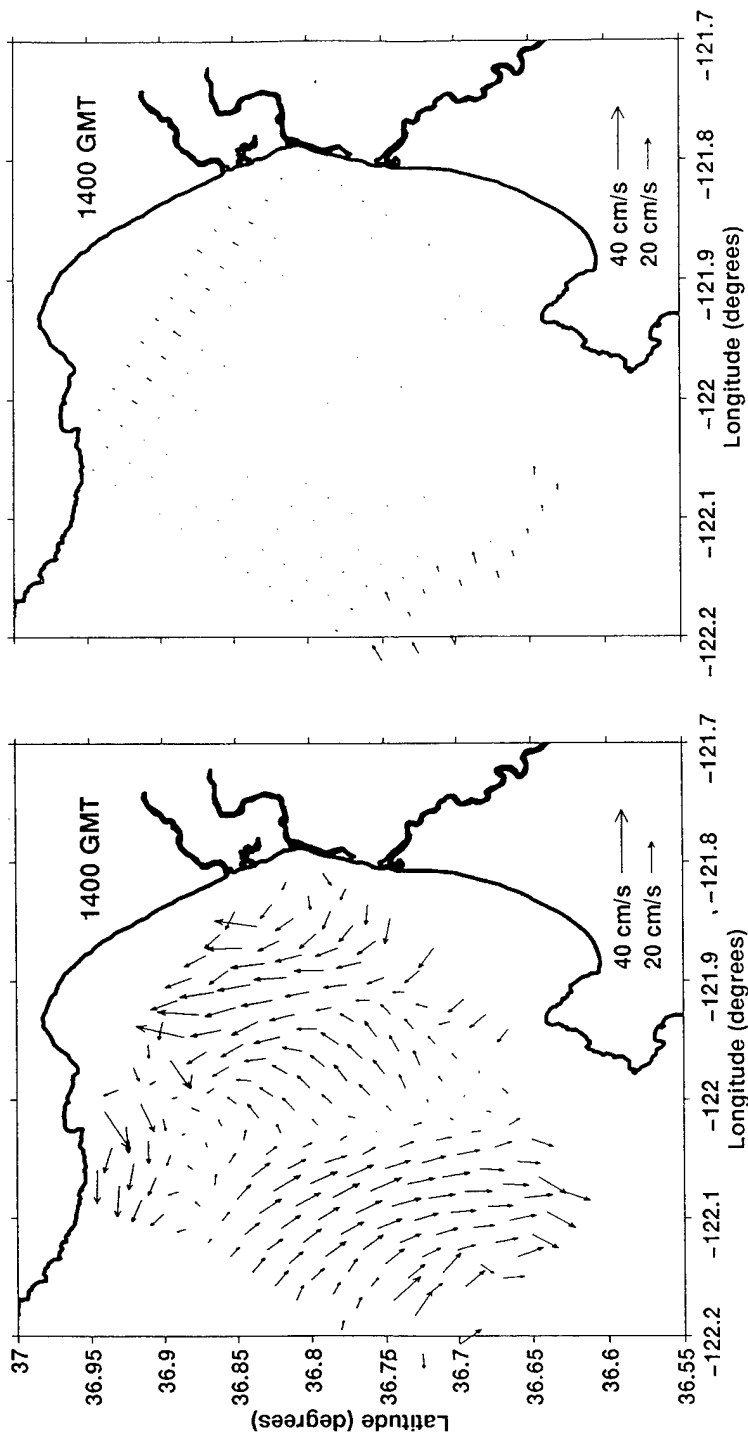 1400 GMT
40 cm/s
20 cm/s
37
36.95
36.9
36.85
36.8
36.75
36.7
36.65
36.6
36.55
Latitude (degrees)
−122.2
−122.1
−122
−121.9
−121.8
−121.7
Longitude (degrees)
1400 GMT
40 cm/s
20 cm/s
−122.2
−122.1
−122
−121.9
−121.8
−121.7
Longitude (degrees)